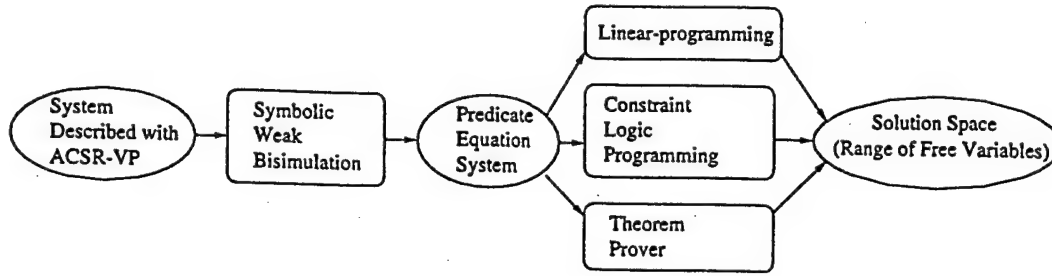 System
Described with
ACSR-VP
Symbolic
Weak
Bisimulation
Predicate
Equation
System
Linear-programming
Constraint
Logic
Programming
Theorem
Prover
Solution Space
(Range of Free Variables)